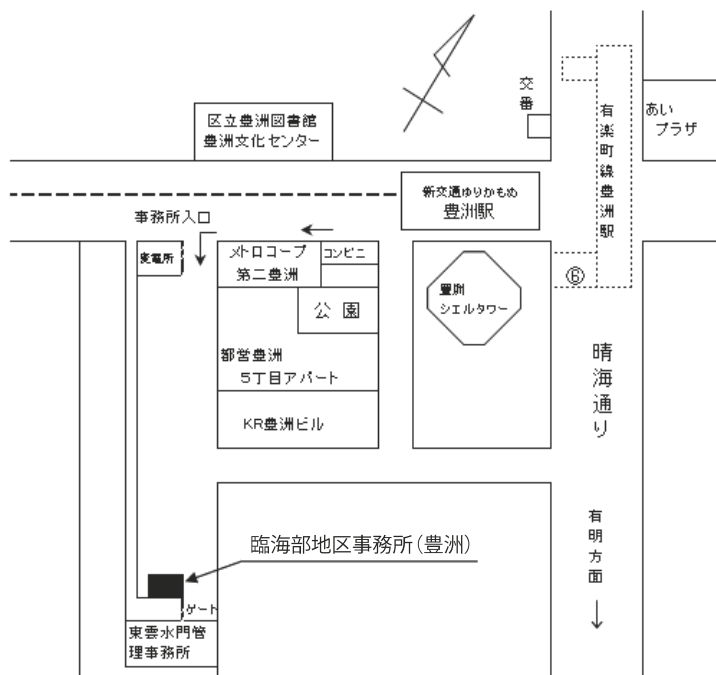 交番
有楽町線豊洲駅
あい
プラザ
区立豊洲図書館
豊洲文化センター
新交通ゆりかもめ
豊洲駅
事務所入口
変電所
メトロコープ
第二豊洲
コンビニ
公園
豊洲
シエルタワー
⑥
都営豊洲
5丁目アパート
KR豊洲ビル
晴海通り
有明方面
臨海部地区事務所(豊洲)
ゲート
東雲水門管
理事務所